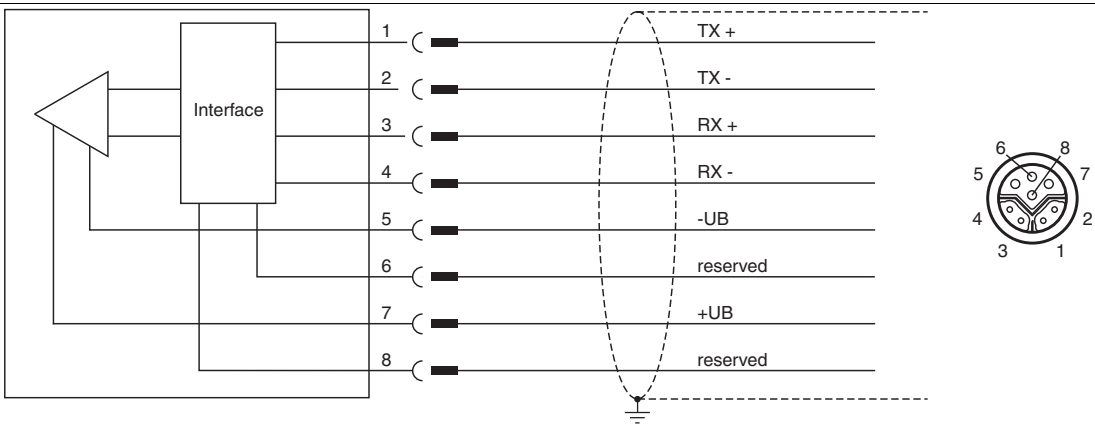 1 TX +
2 TX -
Interface
3 RX +
4 RX -
5 -UB
6 reserved
7 +UB
8 reserved
6 8
5 7
4 2
3 1